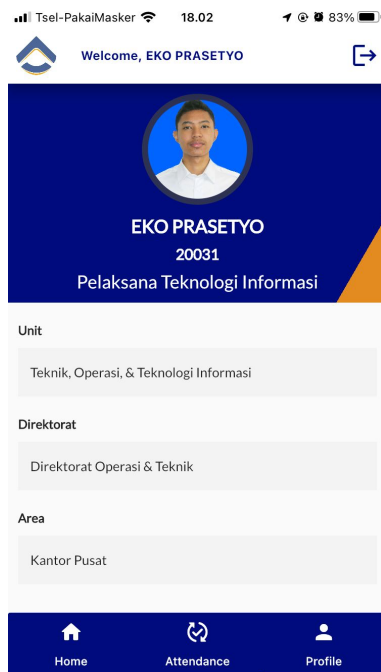 Tsel-PakaiMasker 18.02 83%
Welcome, EKO PRASETYO
EKO PRASETYO
20031
Pelaksana Teknologi Informasi
Unit
Teknik, Operasi, & Teknologi Informasi
Direktorat
Direktorat Operasi & Teknik
Area
Kantor Pusat
Home Attendance Profile